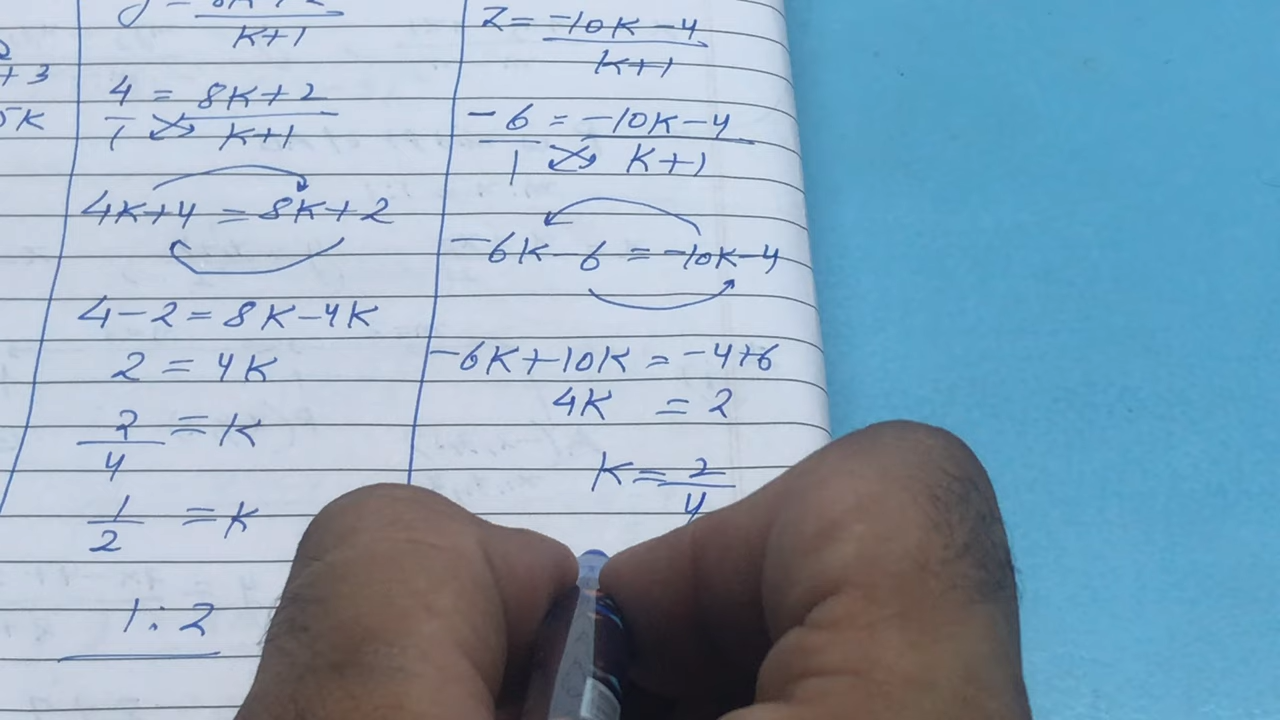 +3
5K
K+1
4/1 = 8K+2/K+1
4K+4 = 8K+2
4-2 = 8K-4K
2 = 4K
2/4 = K
1/2 = K
1:2
Z = -10K-4/K+1
-6/1 = -10K-4/K+1
-6K-6 = -10K-4
-6K+10K = -4+6
4K = 2
K = 2/4